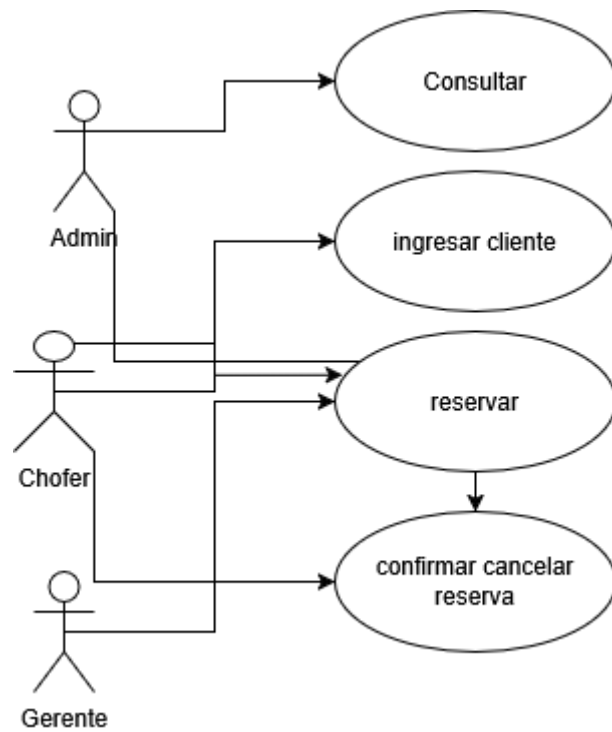 Consultar
Admin
ingresar cliente
reservar
Chofer
confirmar cancelar
reserva
Gerente